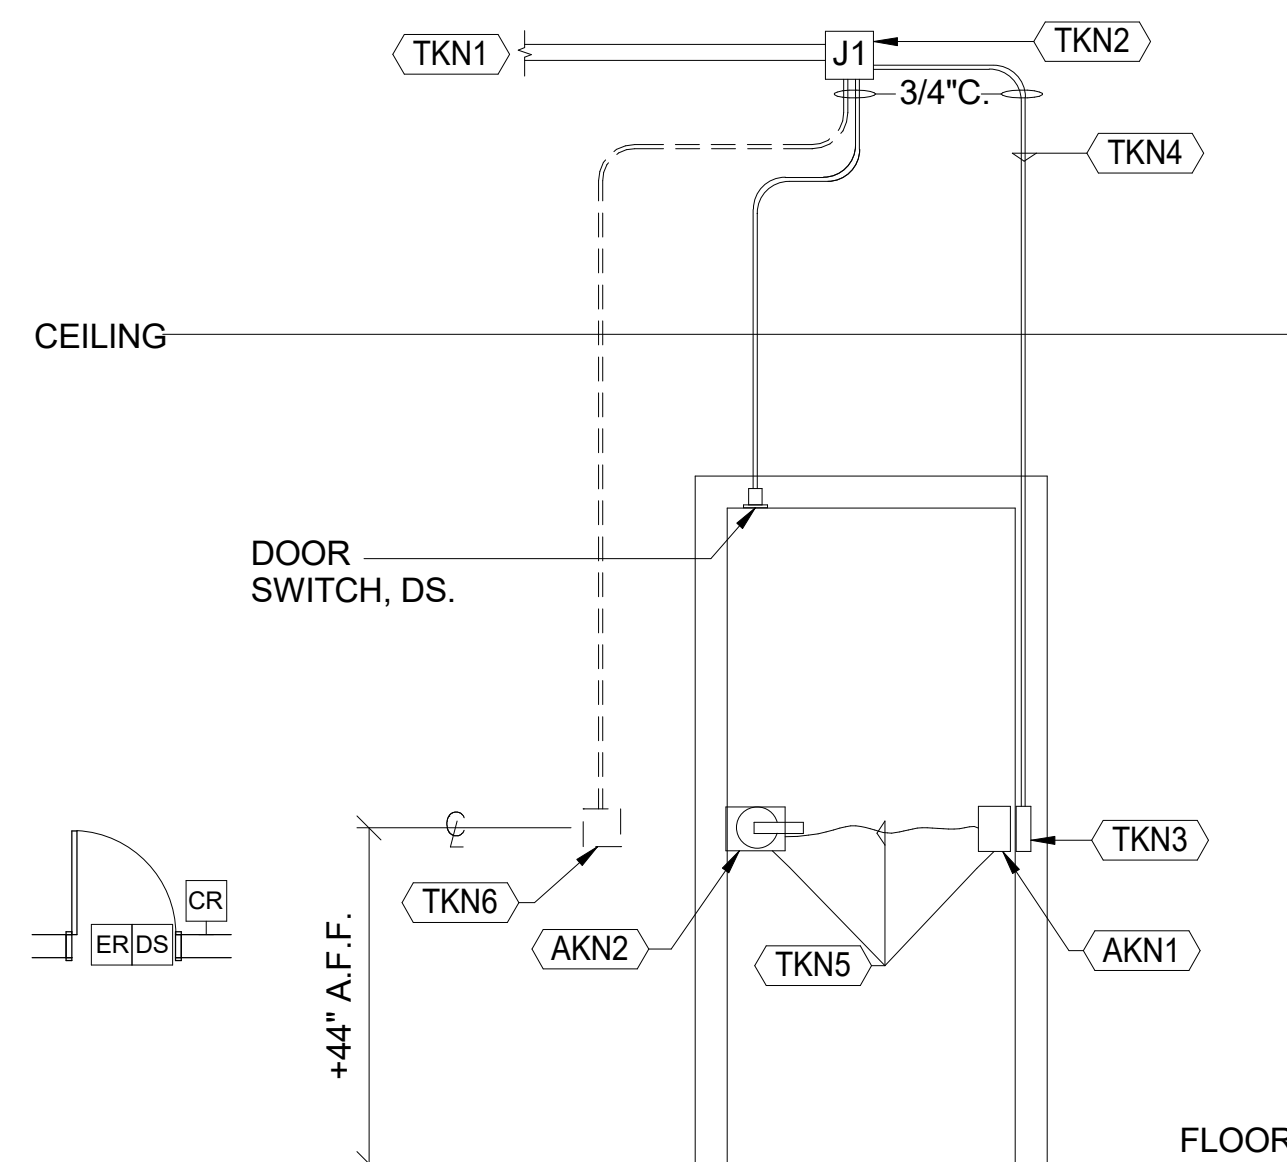 TKN1
J1
TKN2
3/4"C.
TKN4
CEILING
DOOR
SWITCH, DS.
TKN3
CR
TKN6
ER
DS
AKN2
TKN5
AKN1
+44" A.F.F.
FLOOR